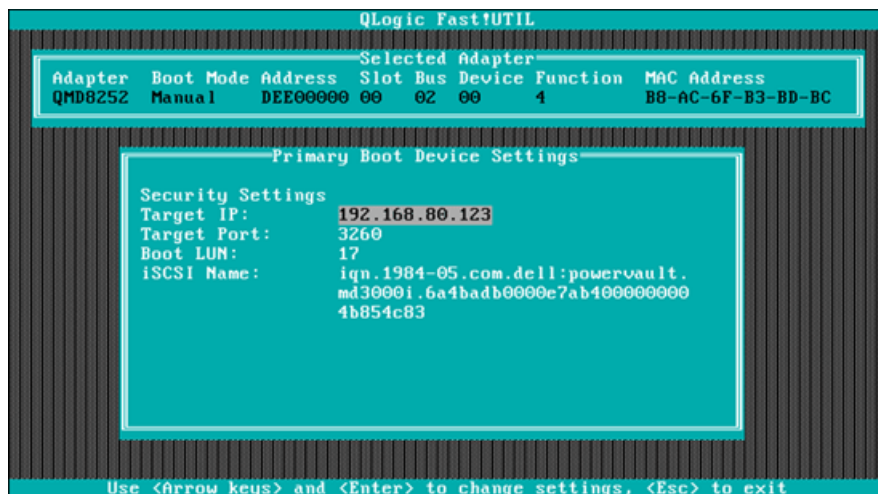 QLogic Fast!UTIL
Selected Adapter
Adapter Boot Mode Address Slot Bus Device Function MAC Address
QMD8252 Manual DEE00000 00 02 00 4 B8-AC-6F-B3-BD-BC
Primary Boot Device Settings
Security Settings
Target IP: 192.168.80.123
Target Port: 3260
Boot LUN: 17
iSCSI Name: iqn.1984-05.com.dell:powervault.
md3000i.6a4badb0000e7ab400000000
4b854c83
Use <Arrow keys> and <Enter> to change settings, <Esc> to exit